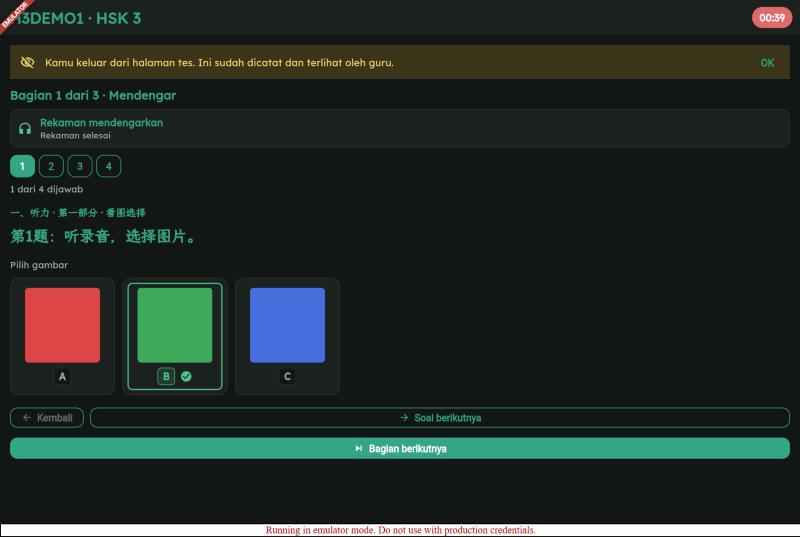 EMULATOR
H3DEMO1 · HSK 3
00:39
Kamu keluar dari halaman tes. Ini sudah dicatat dan terlihat oleh guru.
OK
Bagian 1 dari 3 · Mendengar
Rekaman mendengarkan
Rekaman selesai
1 2 3 4
1 dari 4 dijawab
一、听力 · 第一部分 · 看图选择
第1题：听录音，选择图片。
Pilih gambar
A B C
Kembali
Soal berikutnya
Bagian berikutnya
Running in emulator mode. Do not use with production credentials.